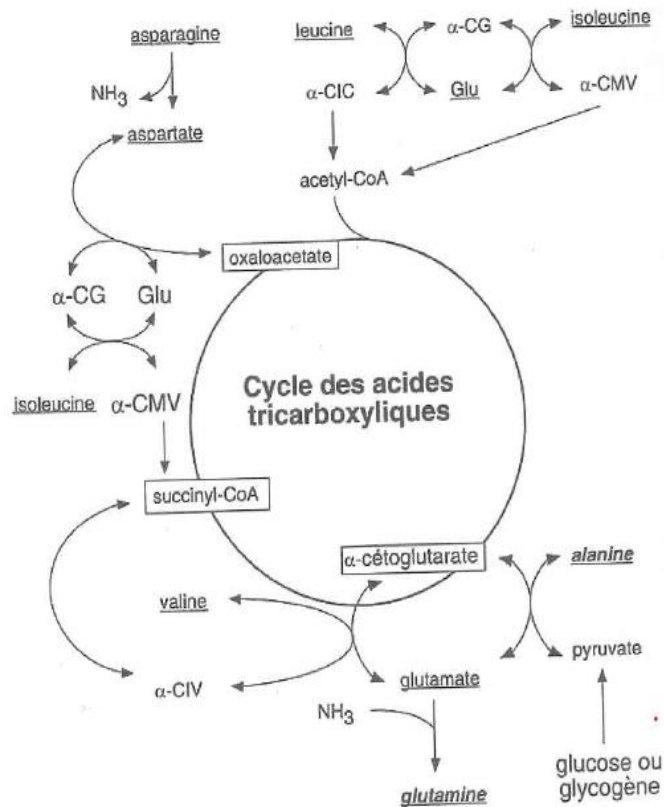 asparagine
NH₃
aspartate
leucine
α-CG
isoleucine
α-CIC
Glu
α-CMV
acetyl-CoA
oxaloacetate
α-CG Glu
isoleucine α-CMV
Cycle des acides
tricarboxyliques
succinyl-CoA
α-cétoglutarate
alanine
valine
pyruvate
α-CIV
glutamate
NH₃
glutamine
glucose ou
glycogène